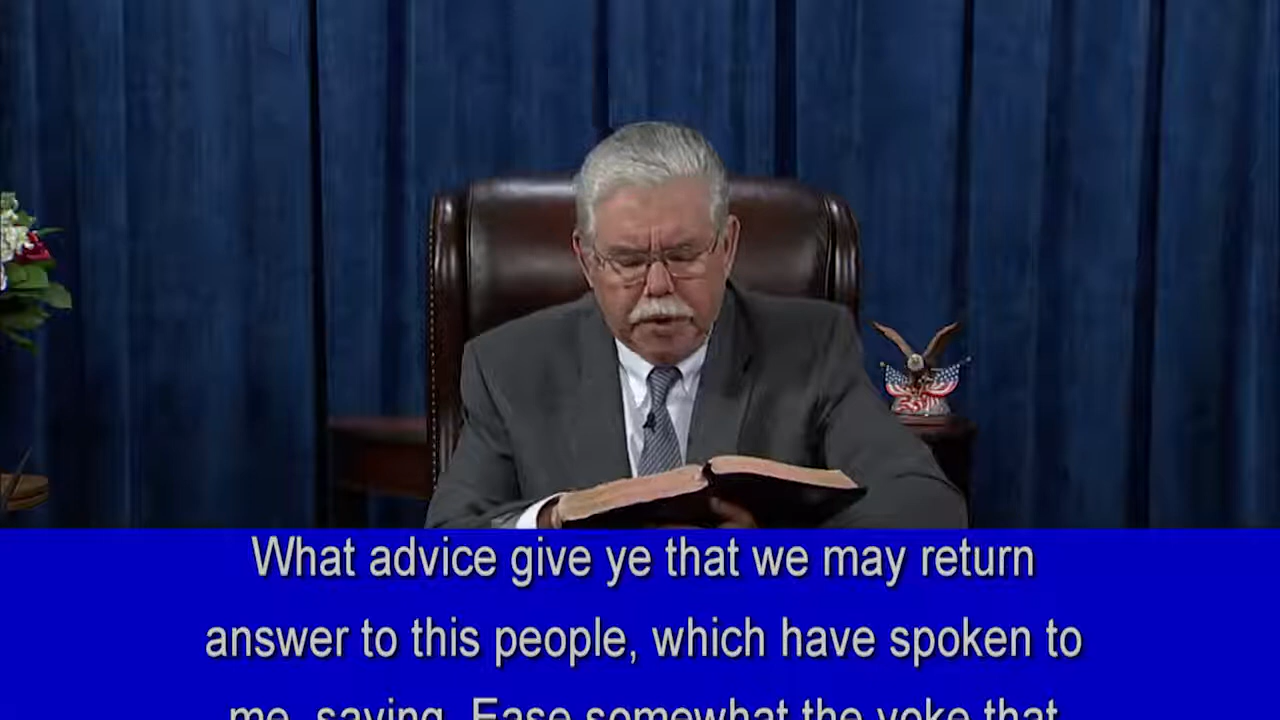 What advice give ye that we may return
answer to this people, which have spoken to
me, saying, Ease somewhat the yoke that